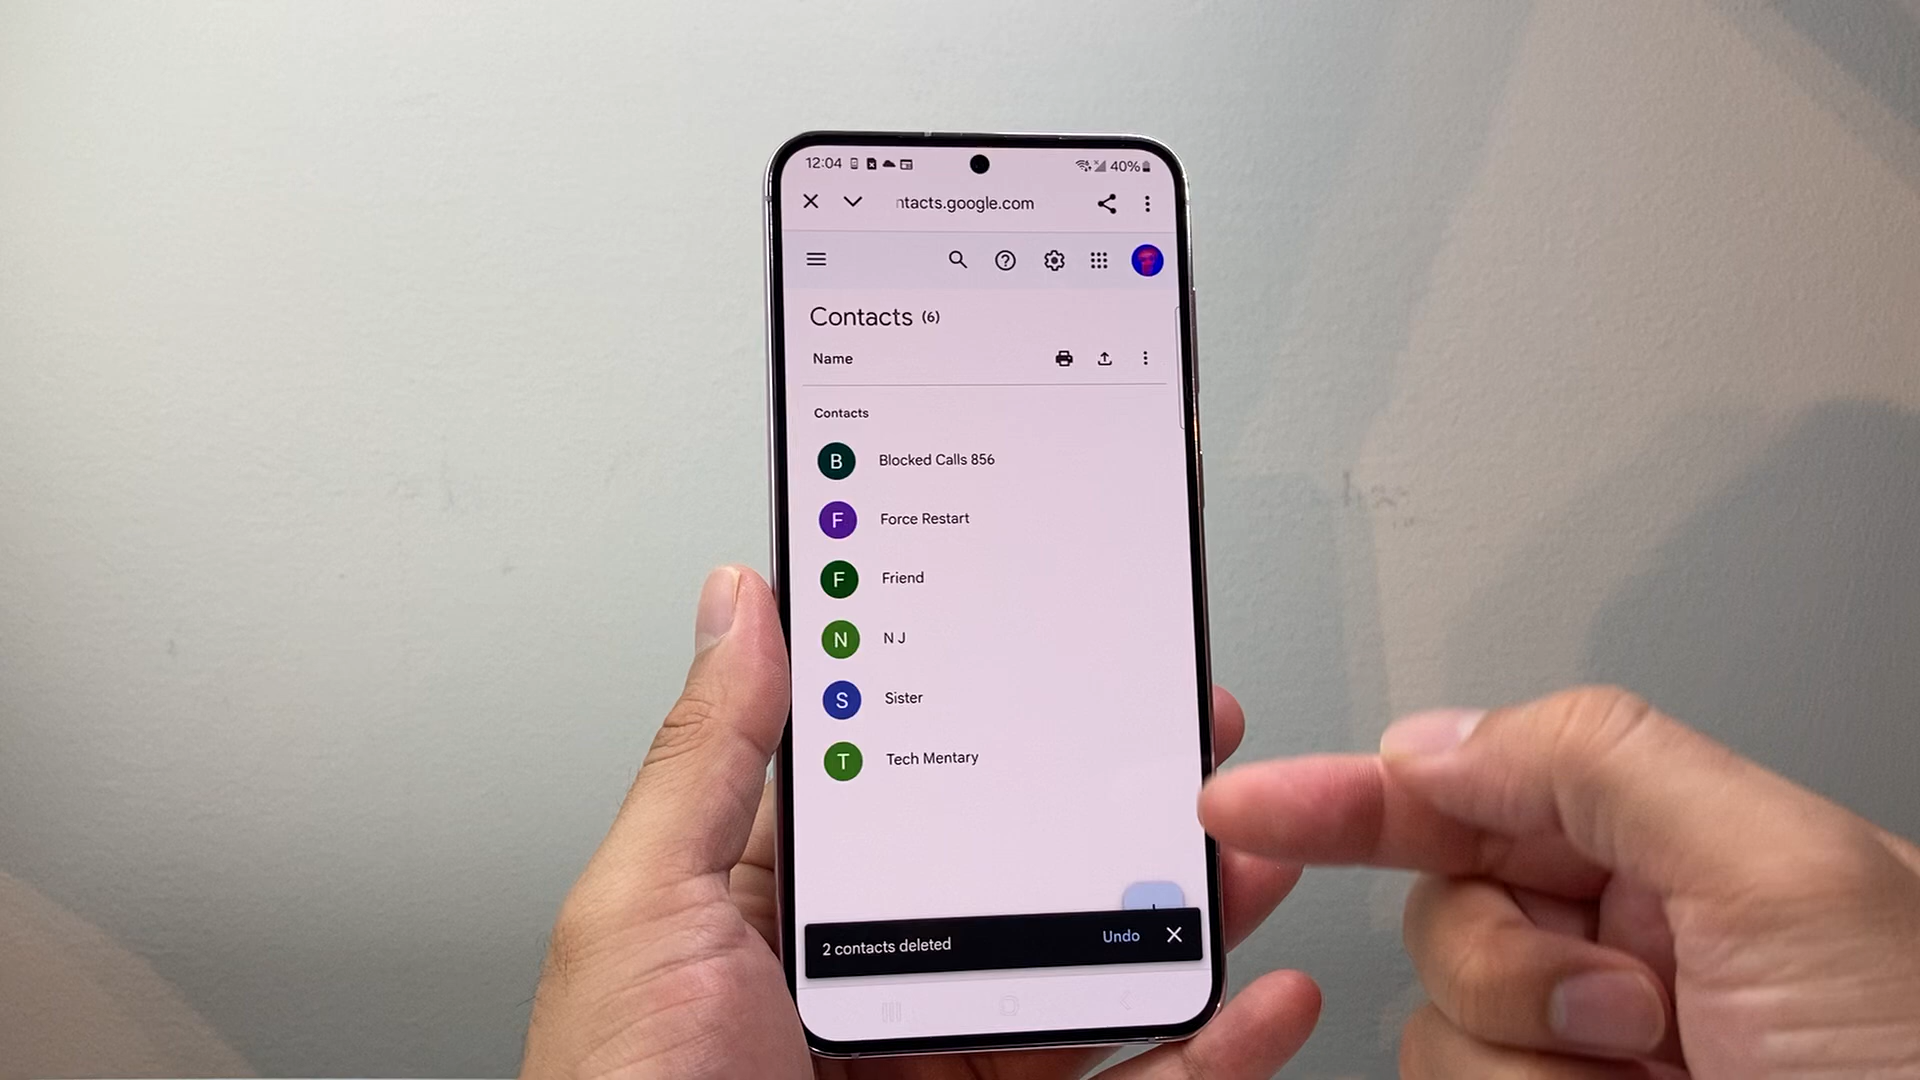 12:04 40%
ntacts.google.com
Contacts (6)
Name
Contacts
B Blocked Calls 856
F Force Restart
F Friend
N N J
S Sister
T Tech Mentary
2 contacts deleted Undo